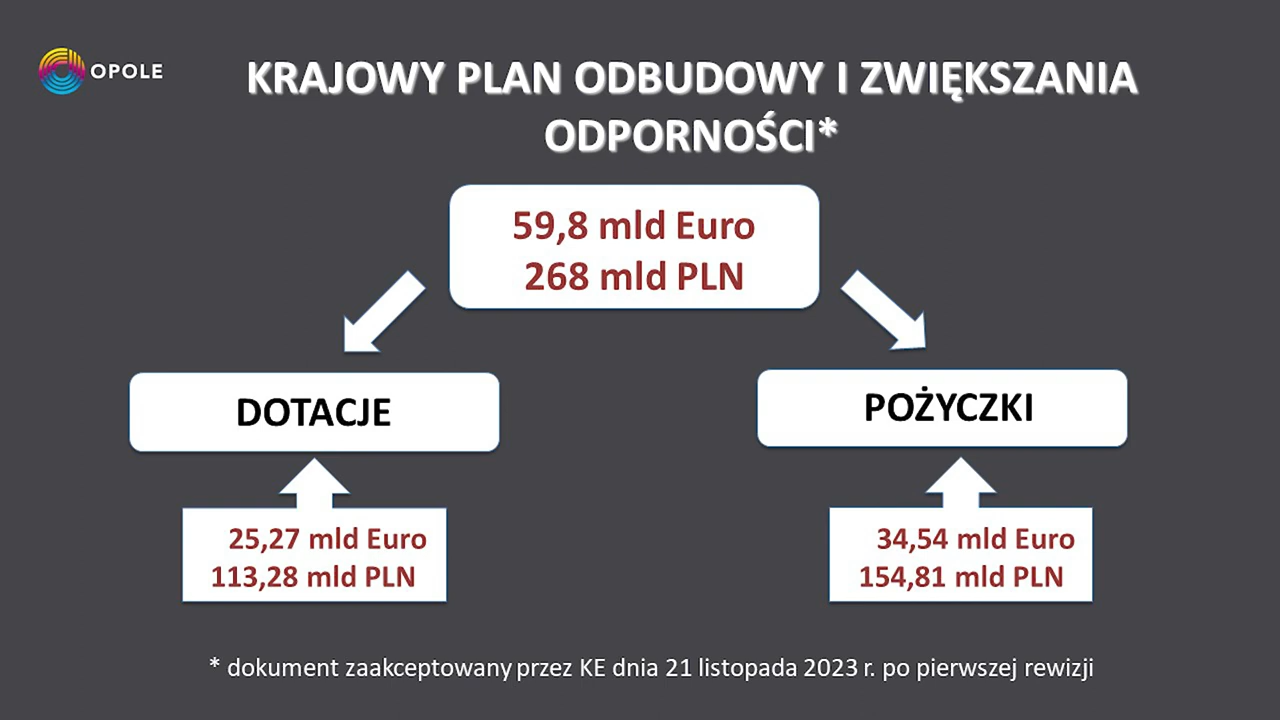 OPOLE
KRAJOWY PLAN ODBUDOWY I ZWIĘKSZANIA
ODPORNOŚCI*
59,8 mld Euro
268 mld PLN
DOTACJE
POŻYCZKI
25,27 mld Euro
113,28 mld PLN
34,54 mld Euro
154,81 mld PLN
* dokument zaakceptowany przez KE dnia 21 listopada 2023 r. po pierwszej rewizji